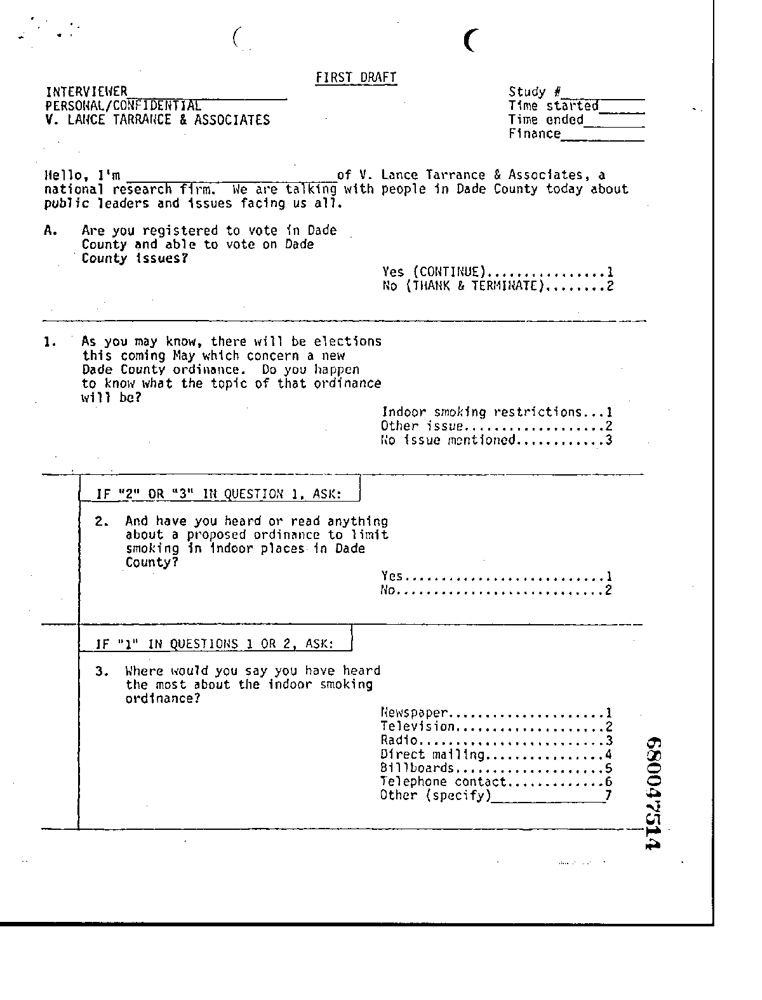 FIRST DRAFT
INTERVIEWER
PERSONAL/CONFIDENTIAL
V. LANCE TARRANCE & ASSOCIATES
Study #
Time started
Time ended
Finance
Hello, I'm ____________ of V. Lance Tarrance & Associates, a
national research firm. We are talking with people in Dade County today about
public leaders and issues facing us all.
A. Are you registered to vote in Dade
County and able to vote on Dade
County issues?
Yes (CONTINUE)................1
No (THANK & TERMINATE)........2
1. As you may know, there will be elections
this coming May which concern a new
Dade County ordinance. Do you happen
to know what the topic of that ordinance
will be?
Indoor smoking restrictions...1
Other issue...................2
No issue mentioned............3
IF "2" OR "3" IN QUESTION 1, ASK:
2. And have you heard or read anything
about a proposed ordinance to limit
smoking in indoor places in Dade
County?
Yes...........................1
No............................2
IF "1" IN QUESTIONS 1 OR 2, ASK:
3. Where would you say you have heard
the most about the indoor smoking
ordinance?
Newspaper.....................1
Television....................2
Radio.........................3
Direct mailing................4
Billboards....................5
Telephone contact.............6
Other (specify)_______________7
680047514